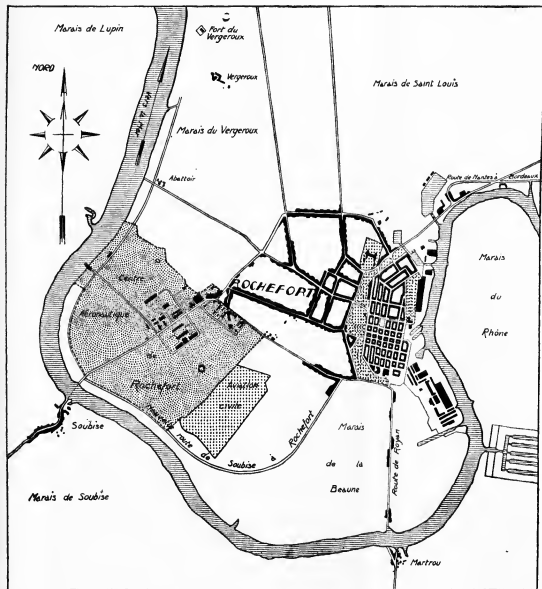 Marais de Lupin
Fort du
Vergeroux
NORD
Vergeroux
Marais de Saint Louis
Marais du Vergeroux
Abattoir
Route de Nantes à Bordeaux
ROCHEFORT
Centre
Aéronautique
de
Rochefort
Aviation
civile
Marais
du
Rhône
Nouvelle route de Soubise à Rochefort
Soubise
Marais
de la
Beaune
Route de Royan
Marais de Soubise
Martrou